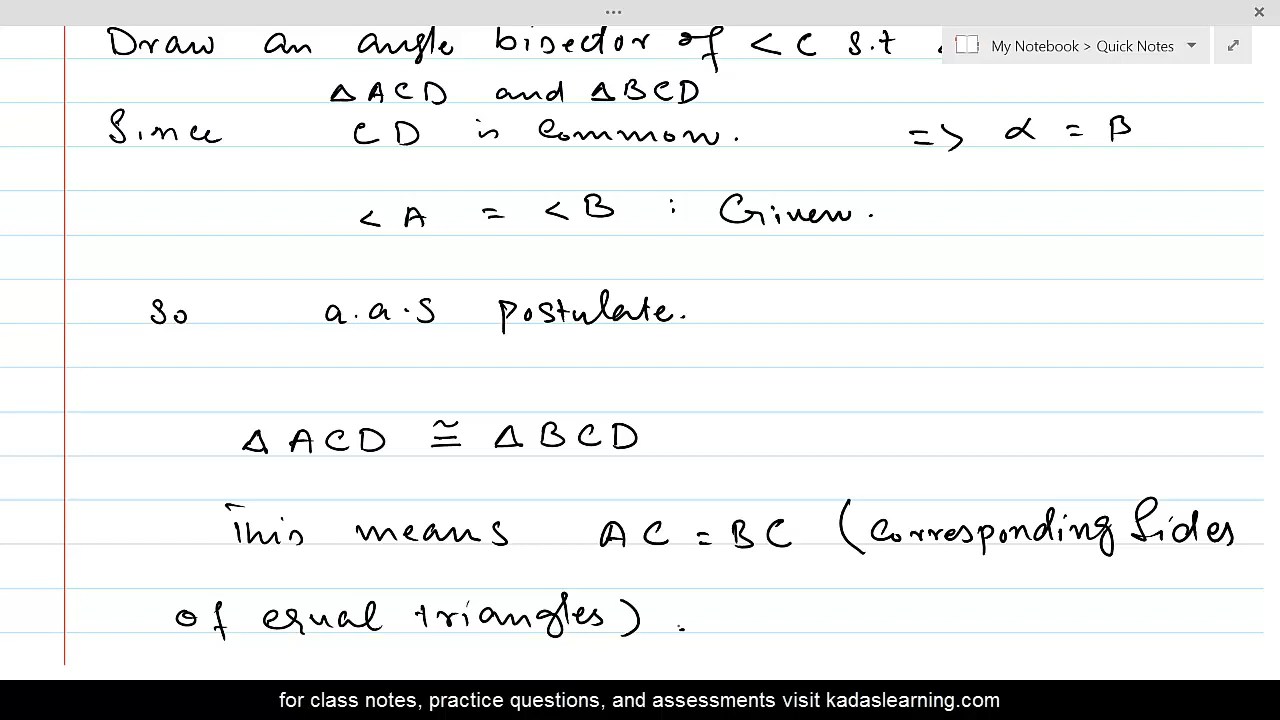 Draw an angle bisector of <C s.t
My Notebook > Quick Notes
△ACD and △BCD
Since CD is common. => α = β
<A = <B : Given.
So a.a.s postulate.
△ACD ≅ △BCD
This means AC = BC (Corresponding Sides
of equal triangles).
for class notes, practice questions, and assessments visit kadaslearning.com